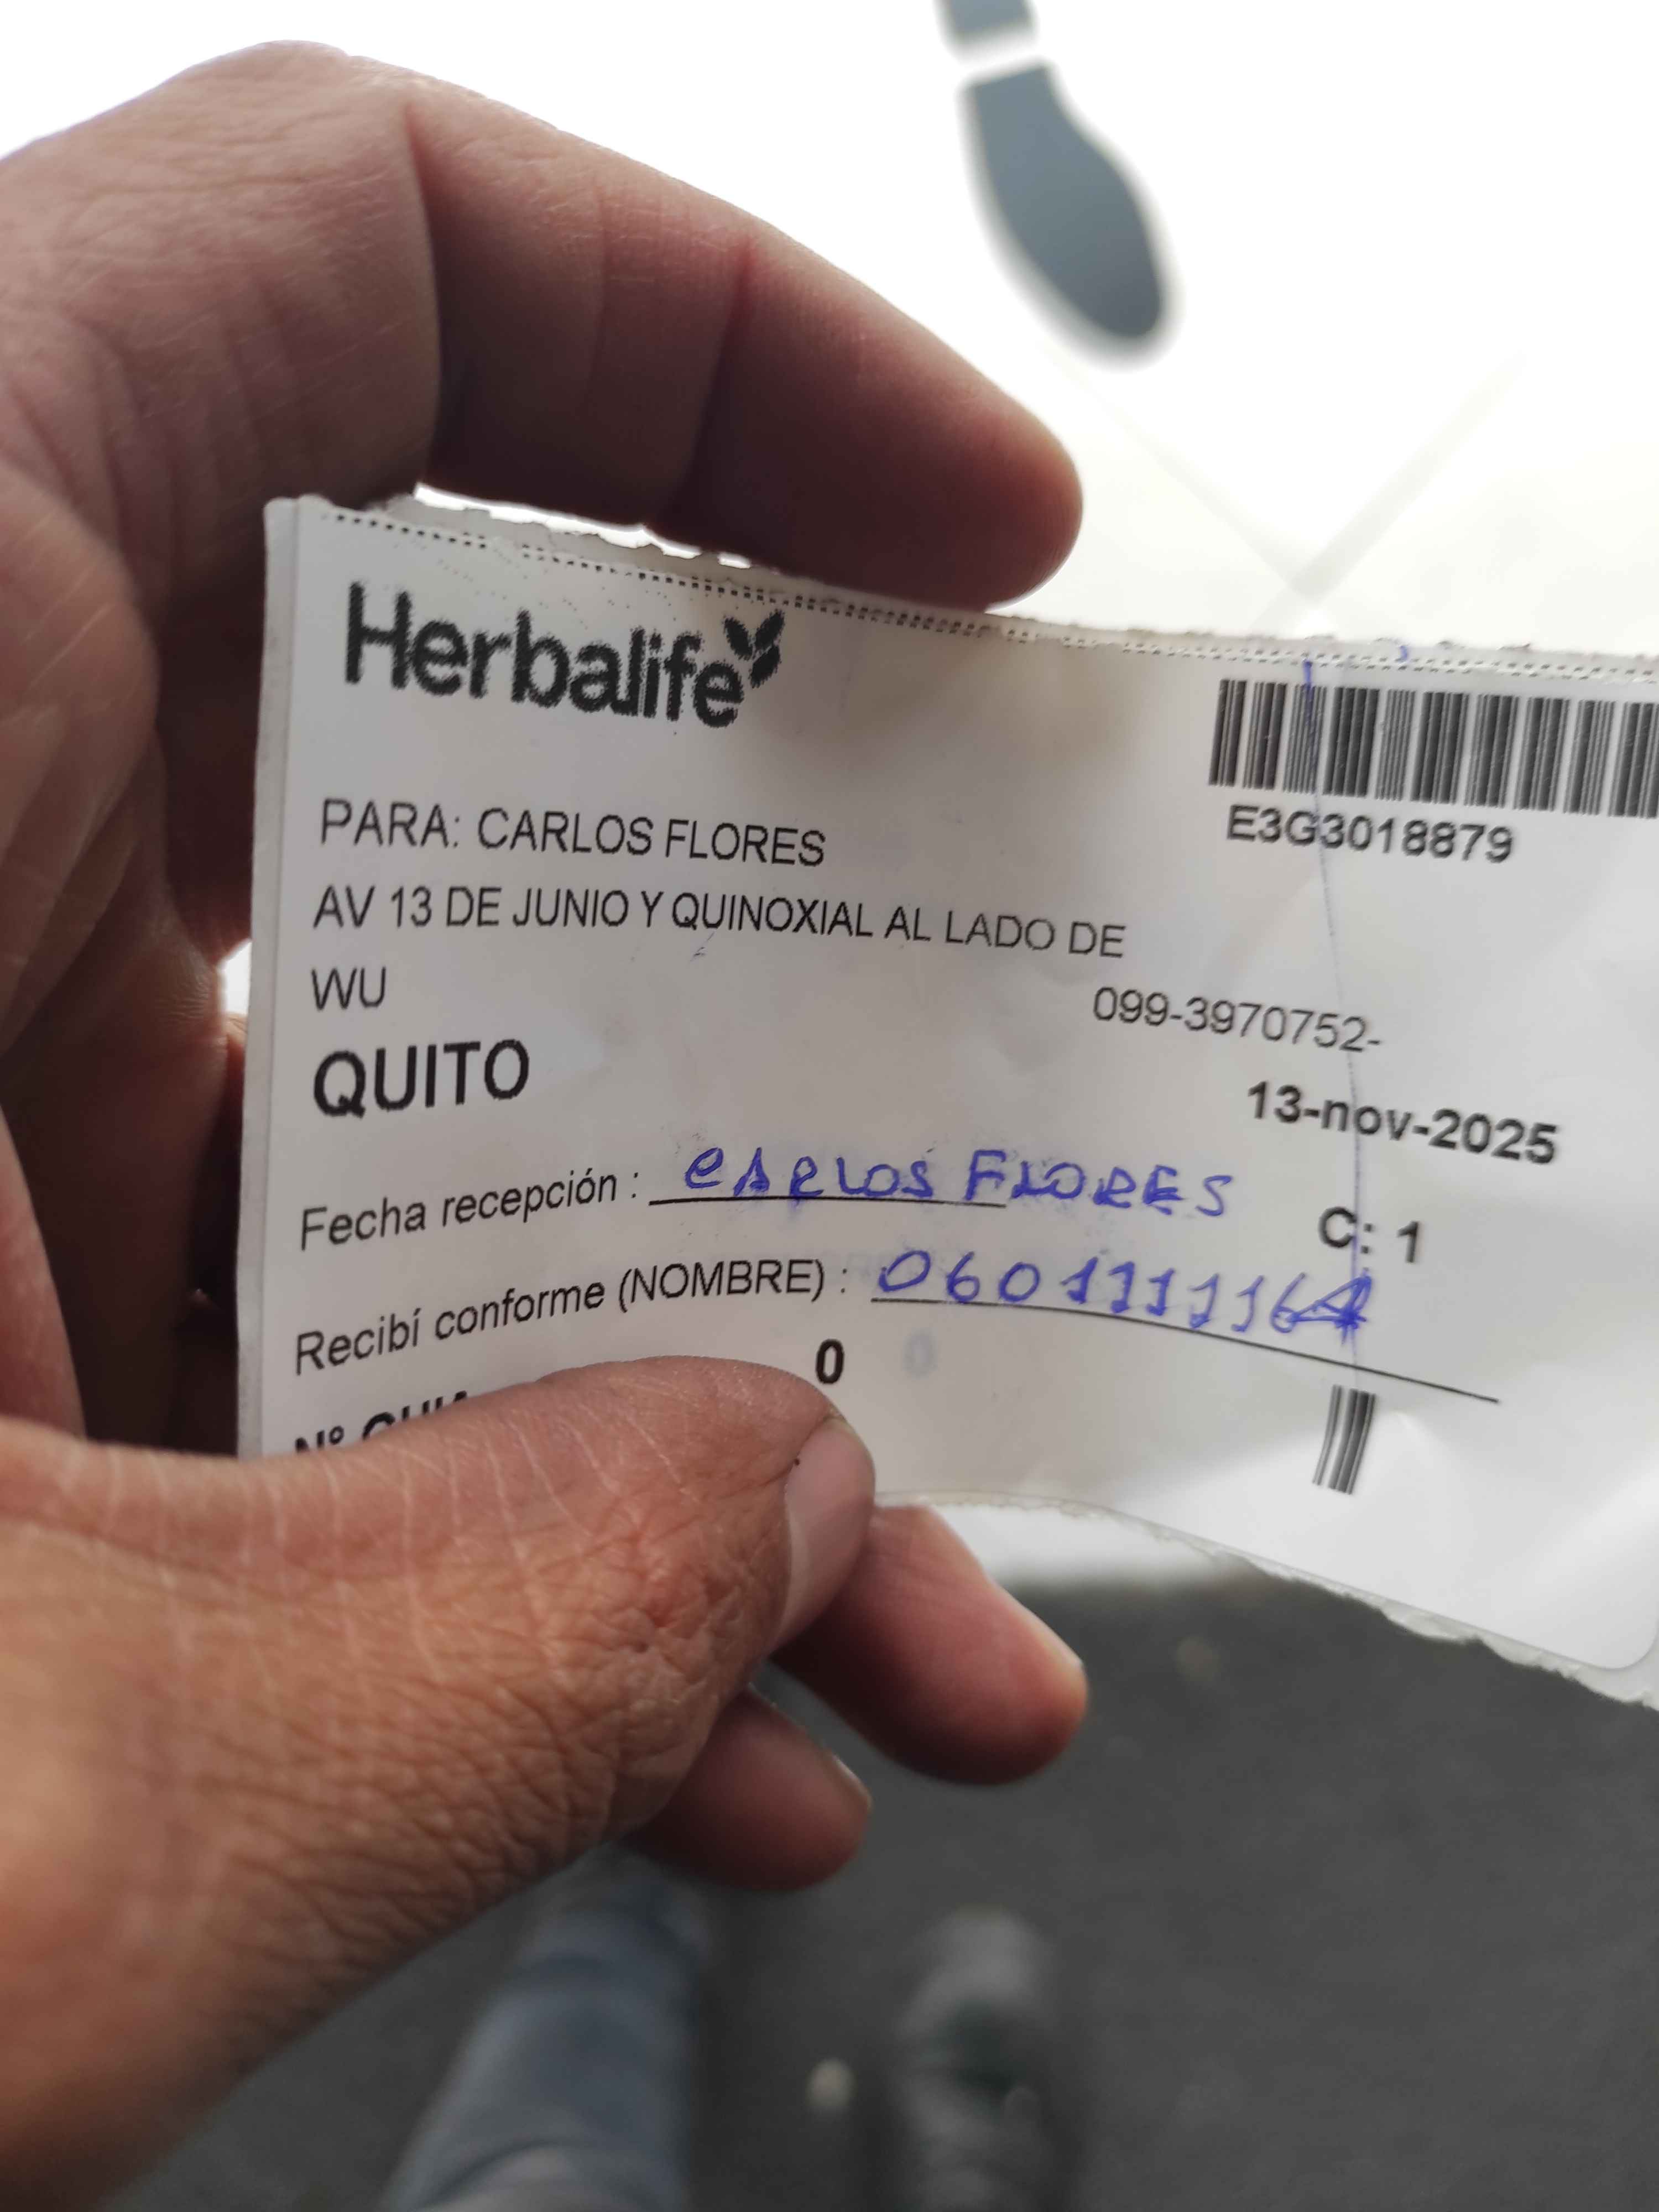 Herbalife
E3G3018879
PARA: CARLOS FLORES
AV 13 DE JUNIO Y QUINOXIAL AL LADO DE
WU
099-3970752-
QUITO
13-nov-2025
Fecha recepción : CARLOS FLORES
C: 1
Recibí conforme (NOMBRE) :
0
Nº